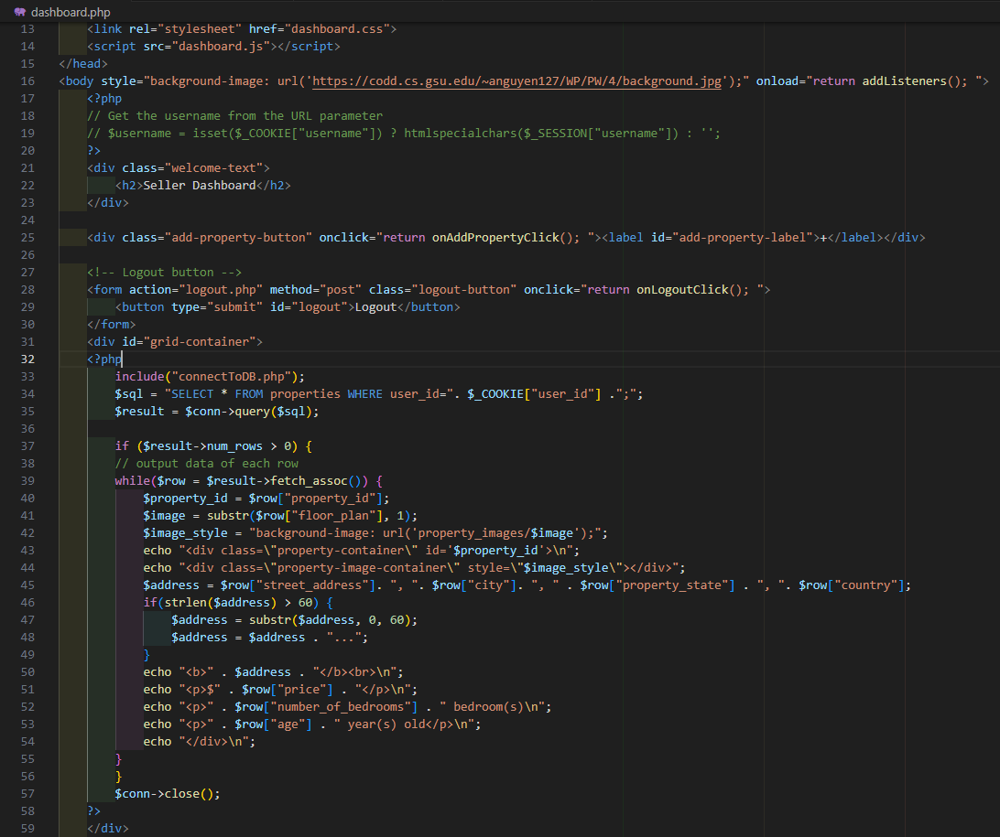 dashboard.php
13 <link rel="stylesheet" href="dashboard.css">
14 <script src="dashboard.js"></script>
15 </head>
16 <body style="background-image: url('https://codd.cs.gsu.edu/~anguyen127/WP/PW/4/background.jpg');" onload="return addListeners(); ">
17 <?php
18 // Get the username from the URL parameter
19 // $username = isset($_COOKIE["username"]) ? htmlspecialchars($_SESSION["username"]) : '';
20 ?>
21 <div class="welcome-text">
22 <h2>Seller Dashboard</h2>
23 </div>
24
25 <div class="add-property-button" onclick="return onAddPropertyClick(); "><label id="add-property-label">+</label></div>
26
27 <!-- Logout button -->
28 <form action="logout.php" method="post" class="logout-button" onclick="return onLogoutClick(); ">
29 <button type="submit" id="logout">Logout</button>
30 </form>
31 <div id="grid-container">
32 <?php
33 include("connectToDB.php");
34 $sql = "SELECT * FROM properties WHERE user_id=". $_COOKIE["user_id"] .";";
35 $result = $conn->query($sql);
36
37 if ($result->num_rows > 0) {
38 // output data of each row
39 while($row = $result->fetch_assoc()) {
40 $property_id = $row["property_id"];
41 $image = substr($row["floor_plan"], 1);
42 $image_style = "background-image: url('property_images/$image');";
43 echo "<div class=\"property-container\" id='$property_id'>\n";
44 echo "<div class=\"property-image-container\" style=\"$image_style\"></div>";
45 $address = $row["street_address"]. ", ". $row["city"]. ", " . $row["property_state"] . ", ". $row["country"];
46 if(strlen($address) > 60) {
47 $address = substr($address, 0, 60);
48 $address = $address . "...";
49 }
50 echo "<b>" . $address . "</b><br>\n";
51 echo "<p>$" . $row["price"] . "</p>\n";
52 echo "<p>" . $row["number_of_bedrooms"] . " bedroom(s)\n";
53 echo "<p>" . $row["age"] . " year(s) old</p>\n";
54 echo "</div>\n";
55 }
56 }
57 $conn->close();
58 ?>
59 </div>